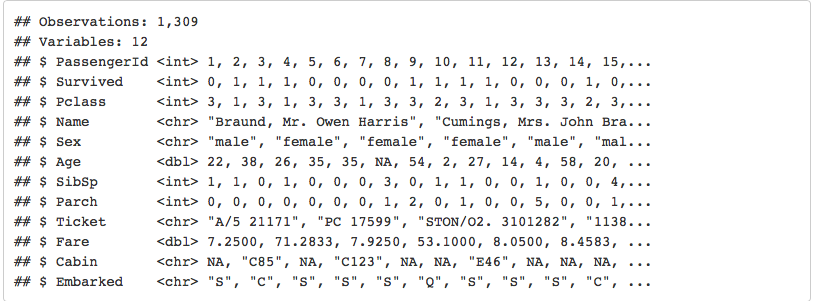 ## Observations: 1,309
## Variables: 12
## $ PassengerId <int> 1, 2, 3, 4, 5, 6, 7, 8, 9, 10, 11, 12, 13, 14, 15,...
## $ Survived    <int> 0, 1, 1, 1, 0, 0, 0, 0, 1, 1, 1, 1, 0, 0, 0, 1, 0,...
## $ Pclass      <int> 3, 1, 3, 1, 3, 3, 1, 3, 3, 2, 3, 1, 3, 3, 3, 2, 3,...
## $ Name        <chr> "Braund, Mr. Owen Harris", "Cumings, Mrs. John Bra...
## $ Sex         <chr> "male", "female", "female", "female", "male", "mal...
## $ Age         <dbl> 22, 38, 26, 35, 35, NA, 54, 2, 27, 14, 4, 58, 20, ...
## $ SibSp       <int> 1, 1, 0, 1, 0, 0, 0, 3, 0, 1, 1, 0, 0, 1, 0, 0, 4,...
## $ Parch       <int> 0, 0, 0, 0, 0, 0, 0, 1, 2, 0, 1, 0, 0, 5, 0, 0, 1,...
## $ Ticket      <chr> "A/5 21171", "PC 17599", "STON/O2. 3101282", "1138...
## $ Fare        <dbl> 7.2500, 71.2833, 7.9250, 53.1000, 8.0500, 8.4583, ...
## $ Cabin       <chr> NA, "C85", NA, "C123", NA, NA, "E46", NA, NA, NA, ...
## $ Embarked    <chr> "S", "C", "S", "S", "S", "Q", "S", "S", "S", "C", ...